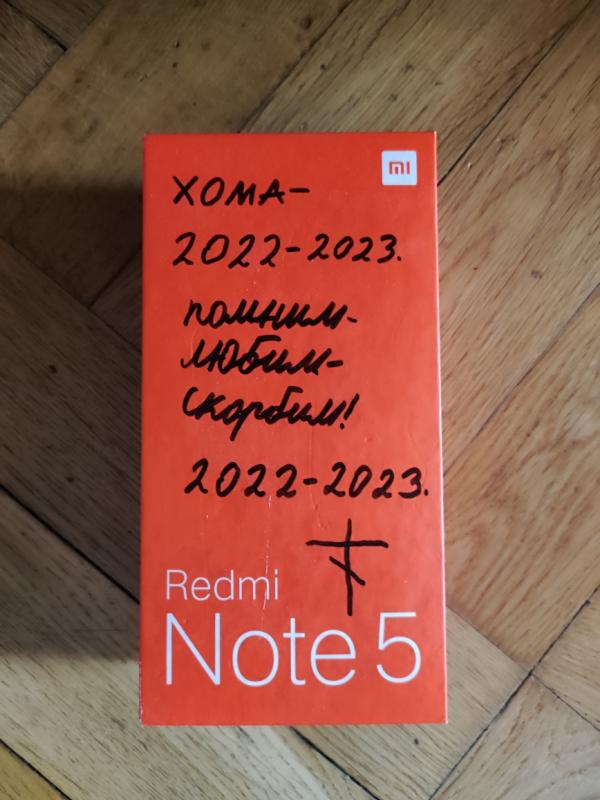 mi
ХОМА-
2022-2023.
помним-
любим-
скорбим!
2022-2023.
Redmi
Note 5